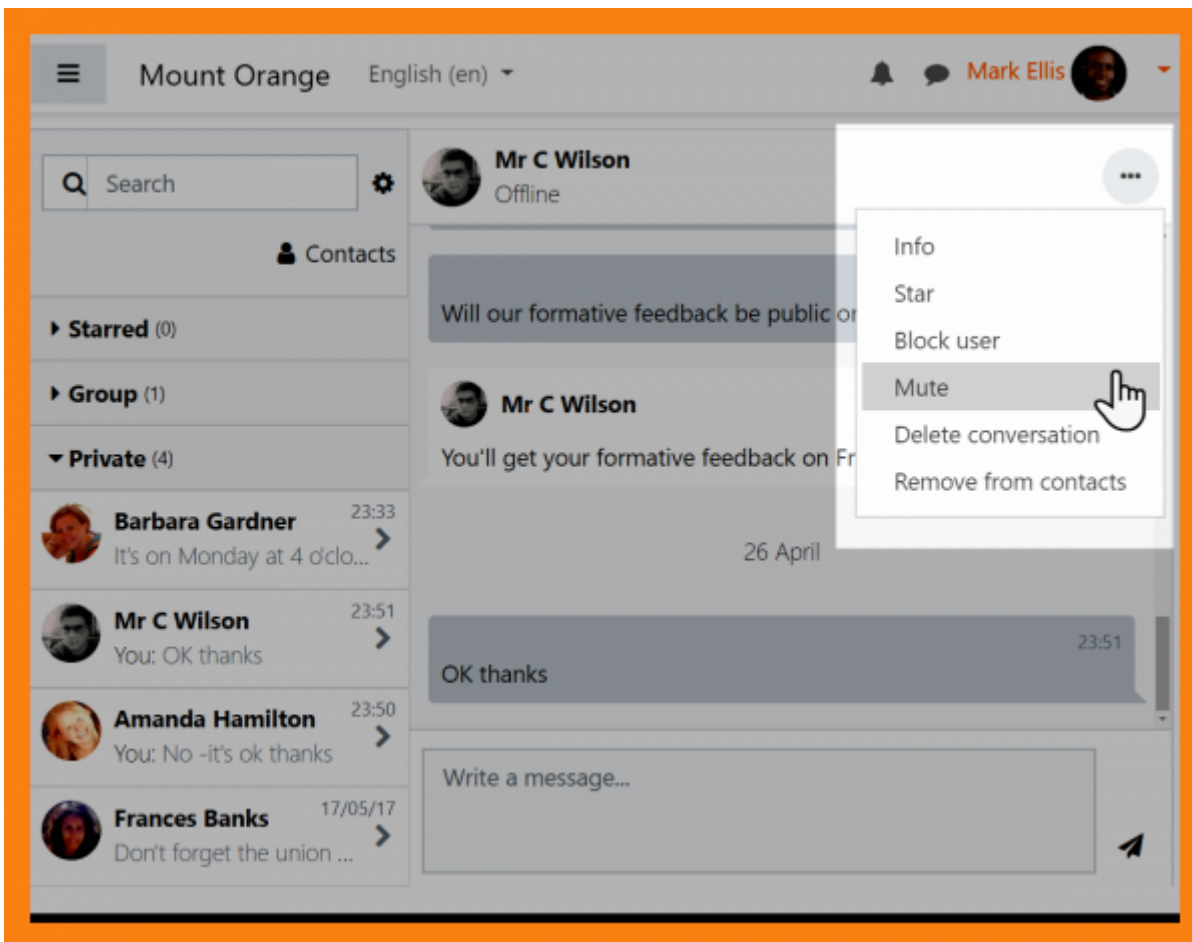 Mount Orange
English (en)
Mark Ellis
Search
Contacts
Starred (0)
Group (1)
Private (4)
Barbara Gardner 23:33
It's on Monday at 4 o'clo...
Mr C Wilson 23:51
You: OK thanks
Amanda Hamilton 23:50
You: No -it's ok thanks
Frances Banks 17/05/17
Don't forget the union ...
Mr C Wilson
Offline
Will our formative feedback be public or
Mr C Wilson
You'll get your formative feedback on Fr
26 April
23:51
OK thanks
Write a message...
Info
Star
Block user
Mute
Delete conversation
Remove from contacts